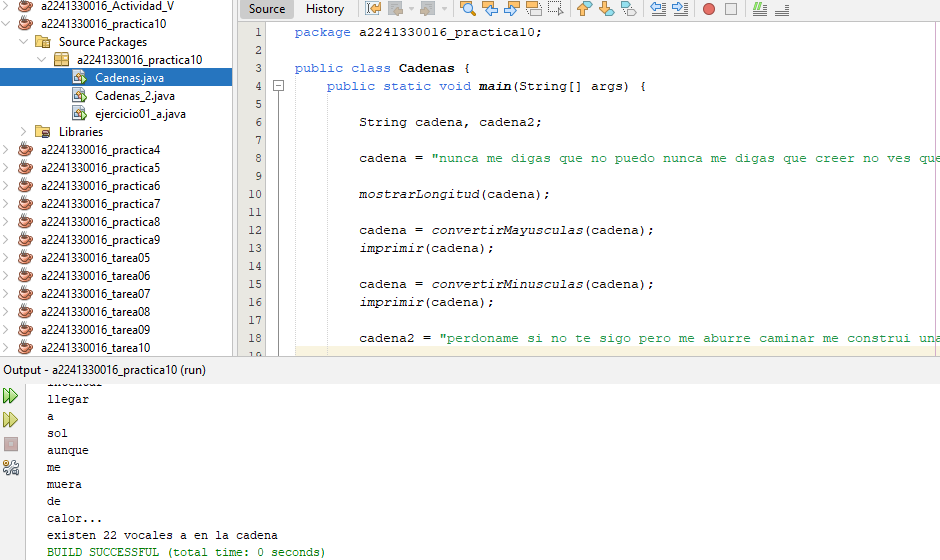 a2241330016_Actividad_V
a2241330016_practica10
Source Packages
a2241330016_practica10
Cadenas.java
Cadenas_2.java
ejercicio01_a.java
Libraries
a2241330016_practica4
a2241330016_practica5
a2241330016_practica6
a2241330016_practica7
a2241330016_practica8
a2241330016_practica9
a2241330016_tarea05
a2241330016_tarea06
a2241330016_tarea07
a2241330016_tarea08
a2241330016_tarea09
a2241330016_tarea10
Source History
1 package a2241330016_practica10;
2
3 public class Cadenas {
4 public static void main(String[] args) {
5
6 String cadena, cadena2;
7
8 cadena = "nunca me digas que no puedo nunca me digas que creer no ves que
9
10 mostrarLongitud(cadena);
11
12 cadena = convertirMayusculas(cadena);
13 imprimir(cadena);
14
15 cadena = convertirMinusculas(cadena);
16 imprimir(cadena);
17
18 cadena2 = "perdoname si no te sigo pero me aburre caminar me construi una
19
Output - a2241330016_practica10 (run)
llegar
a
sol
aunque
me
muera
de
calor...
existen 22 vocales a en la cadena
BUILD SUCCESSFUL (total time: 0 seconds)